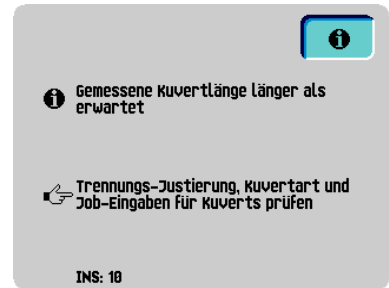 Gemessene Kuvertlänge länger als
erwartet
Trennungs-Justierung, Kuvertart und
Job-Eingaben für Kuverts prüfen
INS: 10